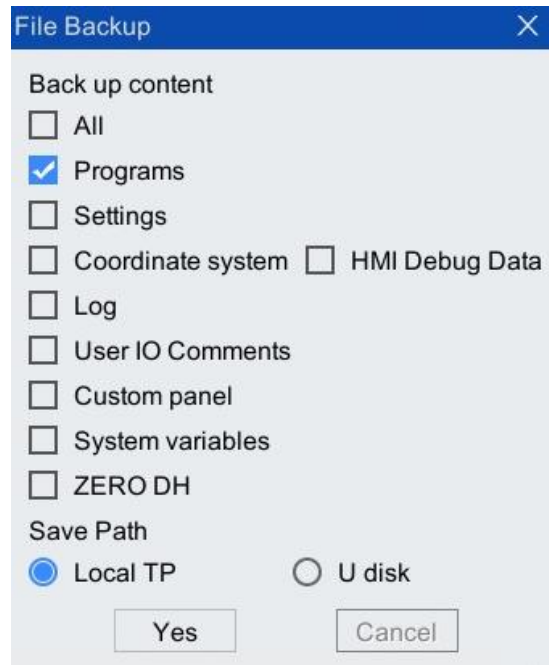 File Backup
Back up content
All
Programs
Settings
Coordinate system HMI Debug Data
Log
User IO Comments
Custom panel
System variables
ZERO DH
Save Path
Local TP U disk
Yes Cancel